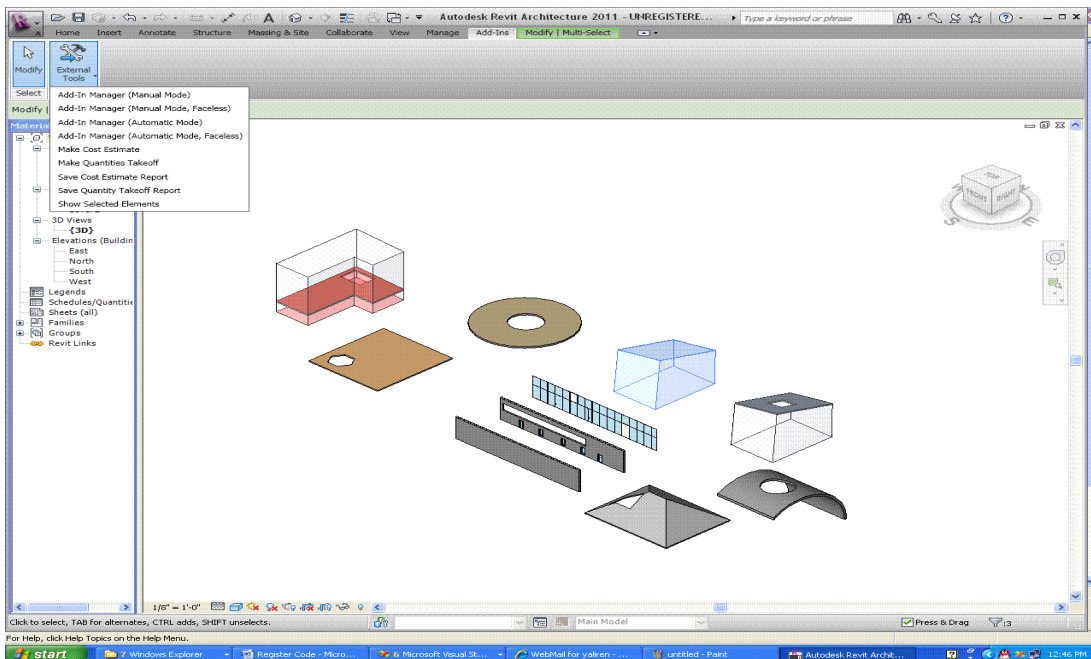 Autodesk Revit Architecture 2011 - UNREGISTERE...
Type a keyword or phrase
Home Insert Annotate Structure Massing & Site Collaborate View Manage Add-Ins Modify | Multi-Select
Modify
External Tools
Select
Modify |
Add-In Manager (Manual Mode)
Add-In Manager (Manual Mode, Faceless)
Add-In Manager (Automatic Mode)
Add-In Manager (Automatic Mode, Faceless)
Make Cost Estimate
Make Quantities Takeoff
Save Cost Estimate Report
Save Quantity Takeoff Report
Show Selected Elements
Material
3D Views
{3D}
Elevations (Buildin
East
North
South
West
Legends
Schedules/Quantitie
Sheets (all)
Families
Groups
Revit Links
FRONT RIGHT
S E
1/8" = 1'-0"
Click to select, TAB for alternates, CTRL adds, SHIFT unselects.
Main Model
Press & Drag
:3
For Help, click Help Topics on the Help Menu.
start
7 Windows Explorer
Register Code - Micro...
6 Microsoft Visual St...
WebMail for yaliren - ...
untitled - Paint
Autodesk Revit Archit...
12:46 PM